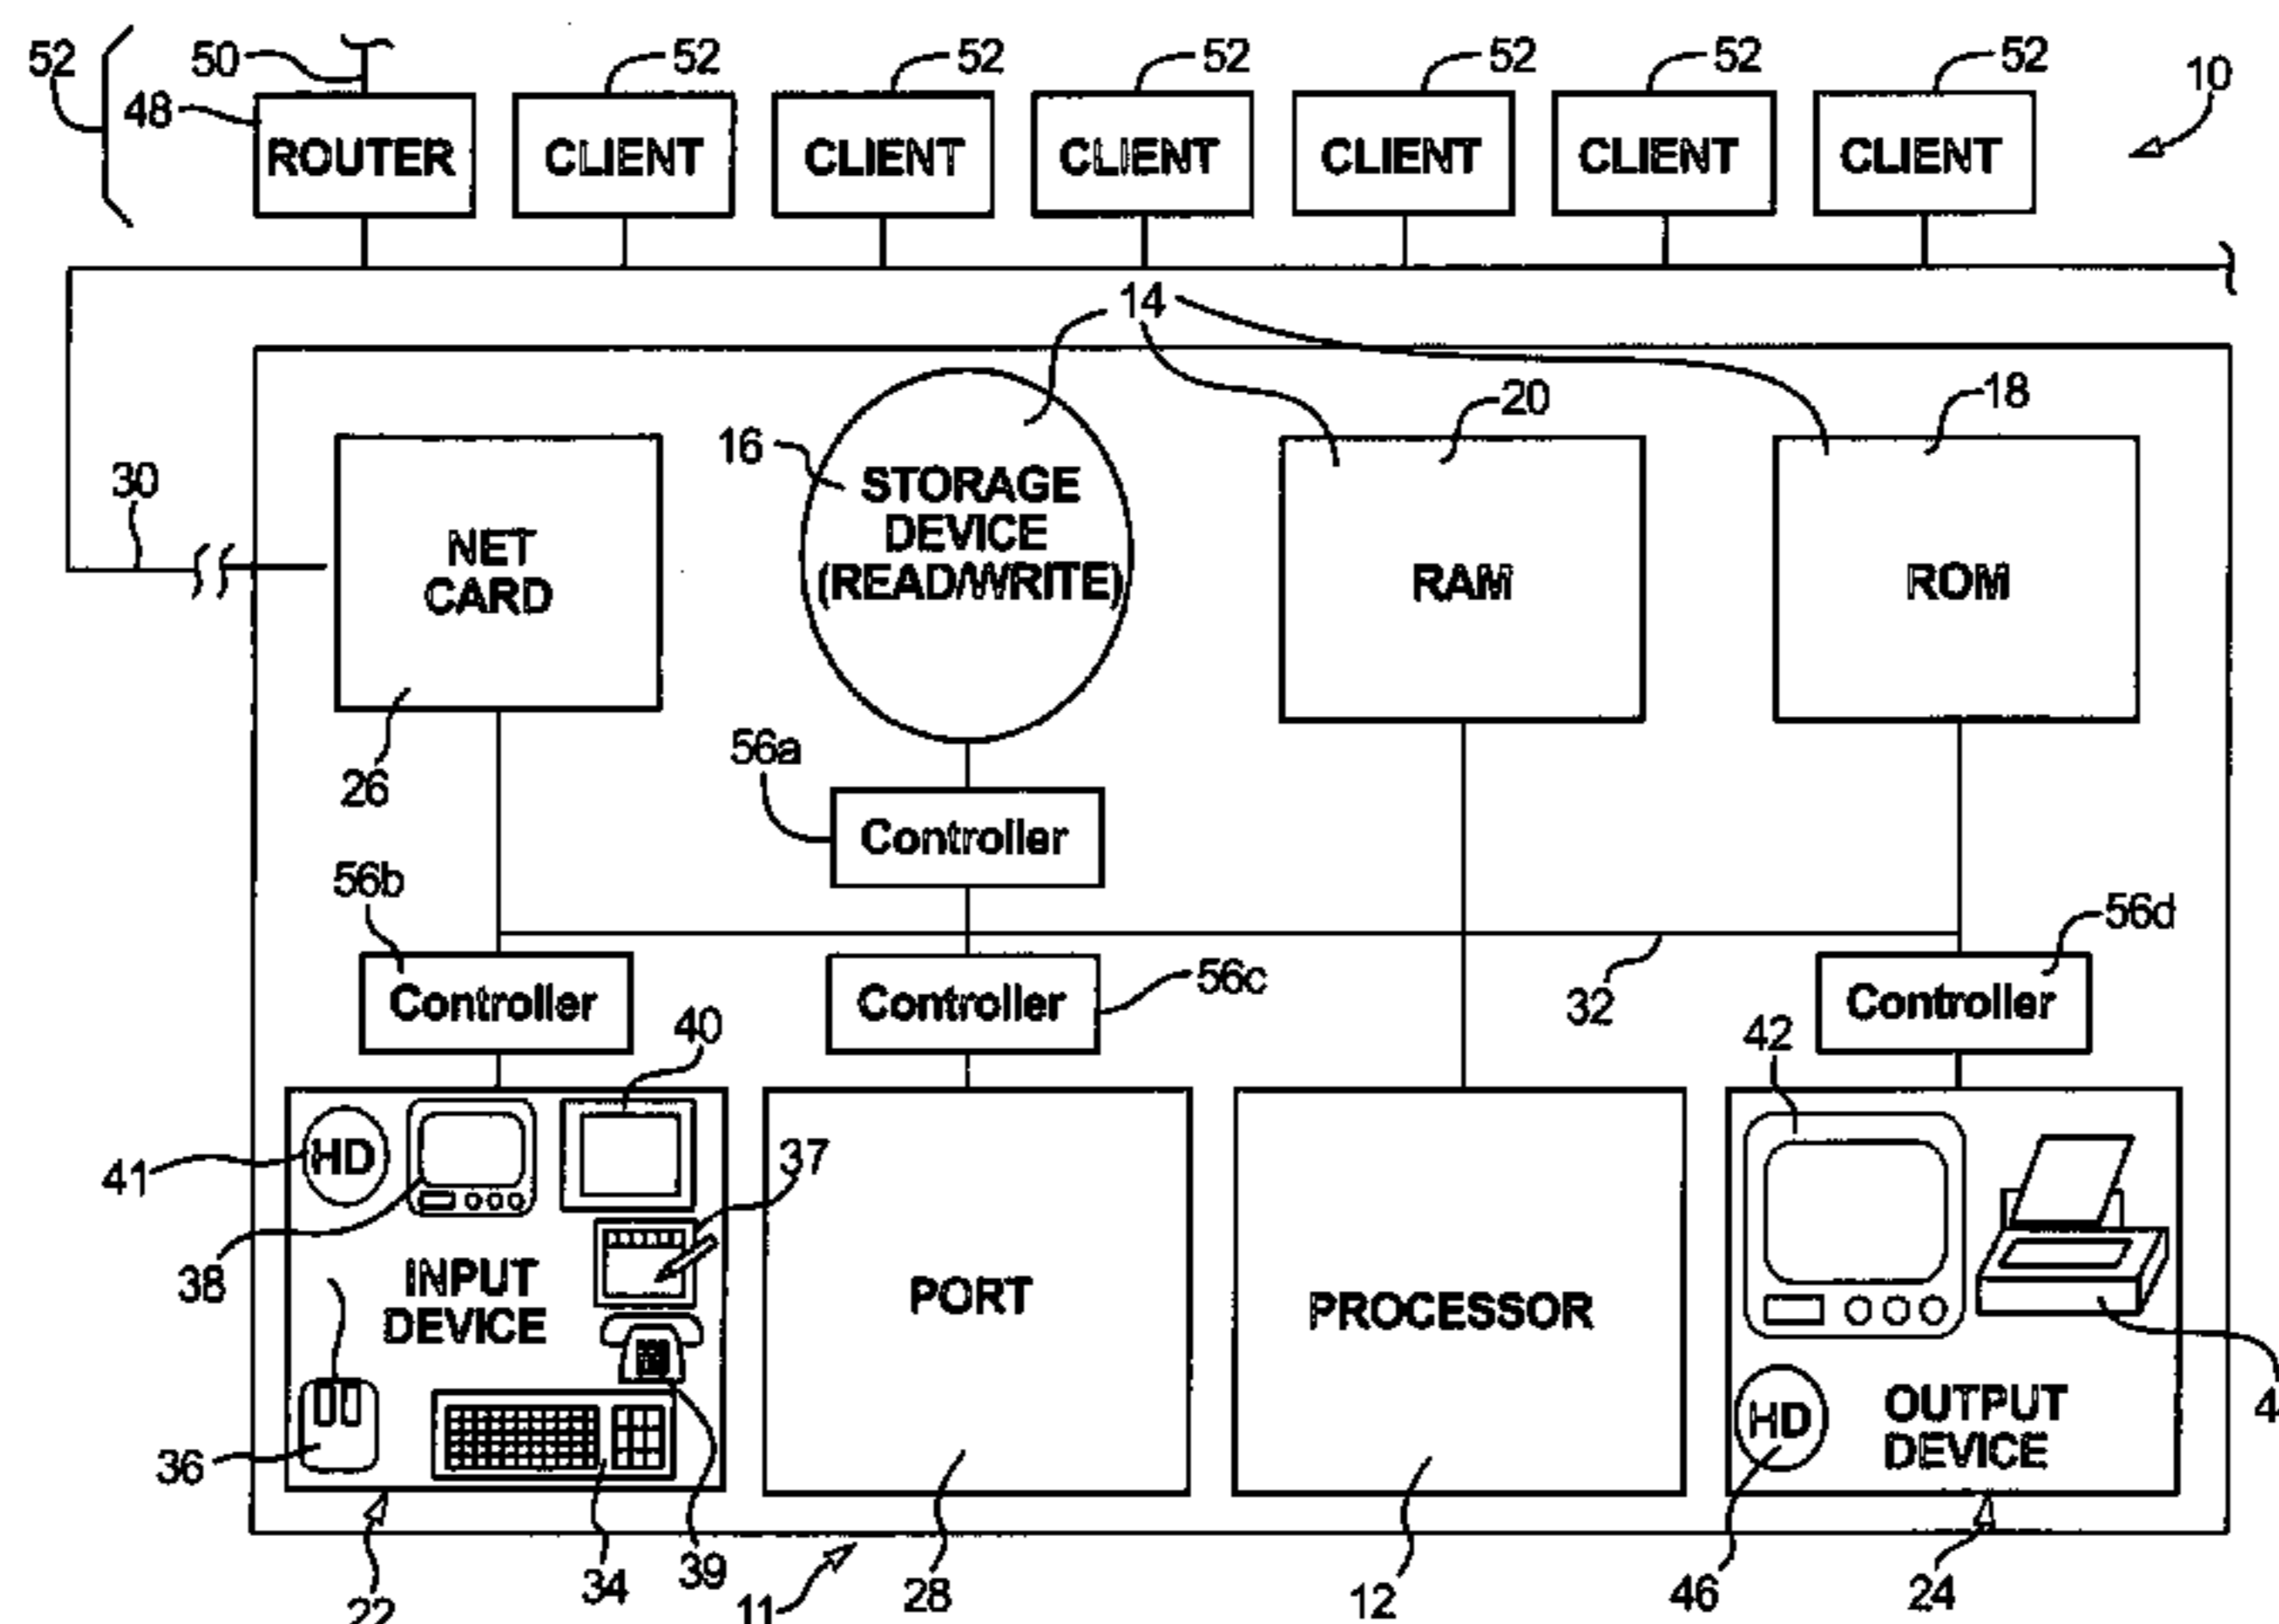 52
50
52
52
52
52
52
52
10
48
ROUTER
CLIENT
CLIENT
CLIENT
CLIENT
CLIENT
CLIENT
14
20
18
16
30
STORAGE
DEVICE
(READ/WRITE)
NET
CARD
RAM
ROM
26
56a
Controller
56b
56d
Controller
Controller
56c
32
Controller
40
42
41
HD
37
38
INPUT
DEVICE
PORT
PROCESSOR
4
36
HD
OUTPUT
DEVICE
22
34
39
11
28
12
46
24